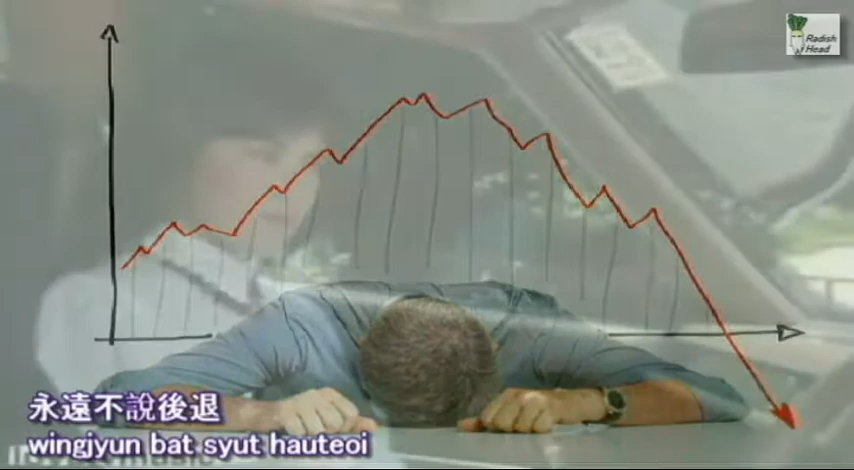 Radish
Head
永遠不說後退
wingjyun bat syut hauteoi